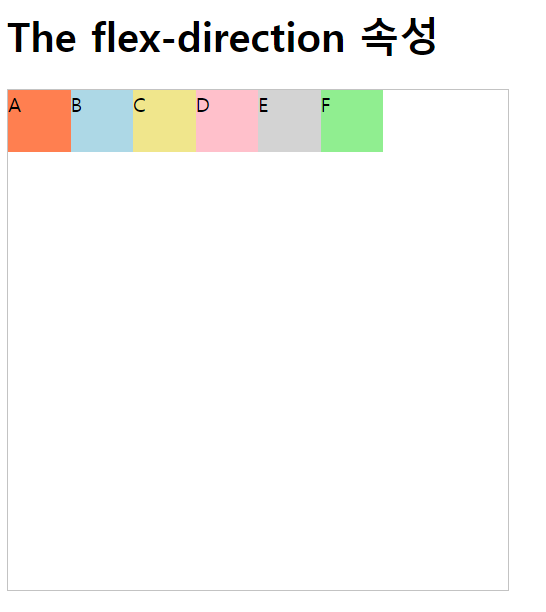 The flex-direction 속성
A B C D E F